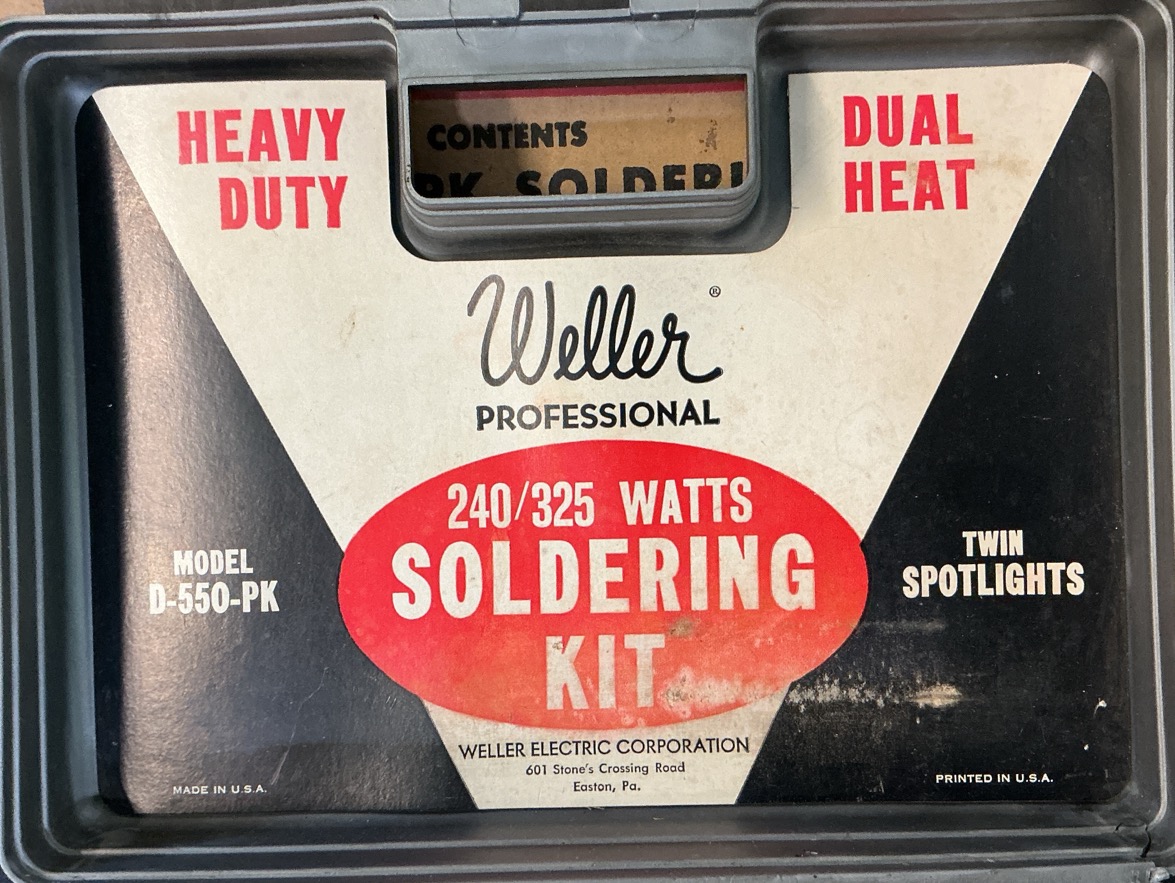 HEAVY
DUTY
CONTENTS
DUAL
HEAT
Weller®
PROFESSIONAL
240/325 WATTS
SOLDERING
KIT
MODEL
D-550-PK
TWIN
SPOTLIGHTS
WELLER ELECTRIC CORPORATION
601 Stone's Crossing Road
Easton, Pa.
MADE IN U.S.A.
PRINTED IN U.S.A.